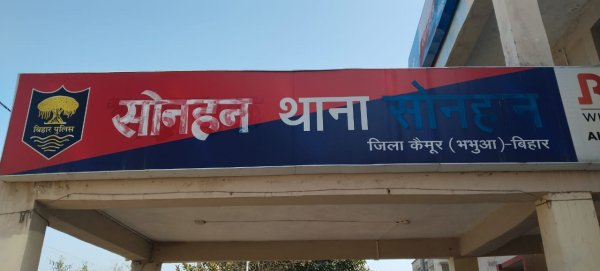 बिहार पुलिस
सोनहन थाना सोनहन
जिला कैमूर (भभुआ)-बिहार